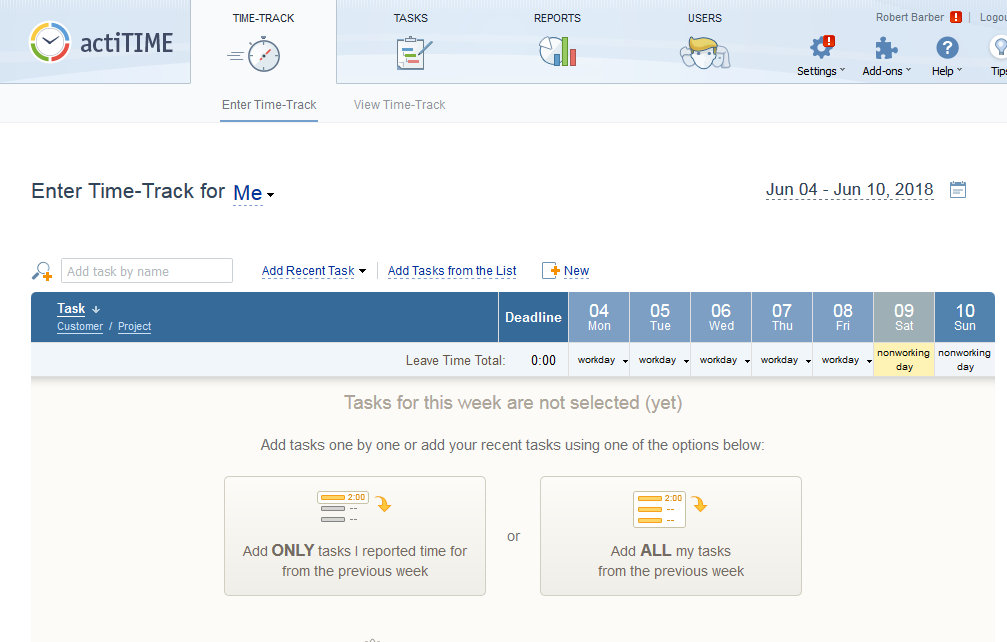 actiTIME
TIME-TRACK
TASKS
REPORTS
USERS
Robert Barber ! | Logou
Settings
Add-ons
?
Help
Tips
Enter Time-Track
View Time-Track
Enter Time-Track for Me
Jun 04 - Jun 10, 2018
Add task by name
Add Recent Task
Add Tasks from the List
New
Task
Customer / Project
Deadline
04
Mon
05
Tue
06
Wed
07
Thu
08
Fri
09
Sat
10
Sun
Leave Time Total: 0:00
workday
workday
workday
workday
workday
nonworking
day
nonworking
day
Tasks for this week are not selected (yet)
Add tasks one by one or add your recent tasks using one of the options below:
2:00
--
--
Add ONLY tasks I reported time for
from the previous week
or
2:00
--
--
Add ALL my tasks
from the previous week